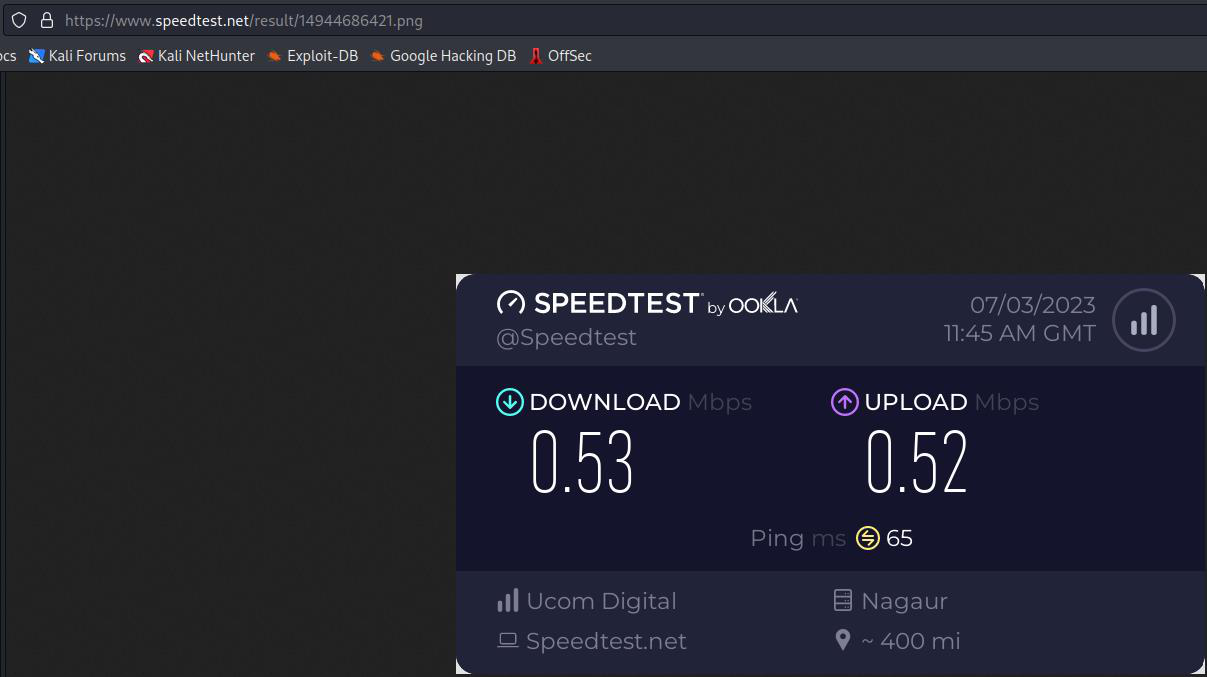 https://www.speedtest.net/result/14944686421.png
ocs Kali Forums Kali NetHunter Exploit-DB Google Hacking DB OffSec
SPEEDTEST by OOKLA
@Speedtest
07/03/2023
11:45 AM GMT
DOWNLOAD Mbps
0.53
UPLOAD Mbps
0.52
Ping ms 65
Ucom Digital
Speedtest.net
Nagaur
~ 400 mi